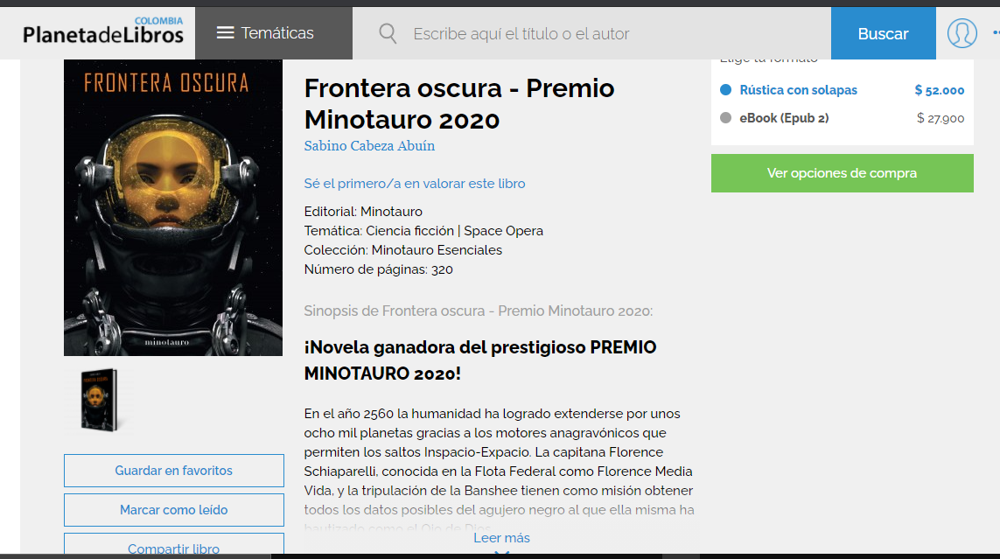 COLOMBIA
PlanetadeLibros
Temáticas
Escribe aquí el título o el autor
Buscar
FRONTERA OSCURA
minotauro
Guardar en favoritos
Marcar como leído
Compartir libro
Frontera oscura - Premio
Minotauro 2020
Sabino Cabeza Abuín
Sé el primero/a en valorar este libro
Editorial: Minotauro
Temática: Ciencia ficción | Space Opera
Colección: Minotauro Esenciales
Número de páginas: 320
Sinopsis de Frontera oscura - Premio Minotauro 2020:
¡Novela ganadora del prestigioso PREMIO
MINOTAURO 2020!
En el año 2560 la humanidad ha logrado extenderse por unos
ocho mil planetas gracias a los motores anagravónicos que
permiten los saltos Inspacio-Expacio. La capitana Florence
Schiaparelli, conocida en la Flota Federal como Florence Media
Vida, y la tripulación de la Banshee tienen como misión obtener
todos los datos posibles del agujero negro al que ella misma ha
bautizado como el Ojo de Dios
Leer más
Elige tu formato
Rústica con solapas $ 52.000
eBook (Epub 2) $ 27.900
Ver opciones de compra